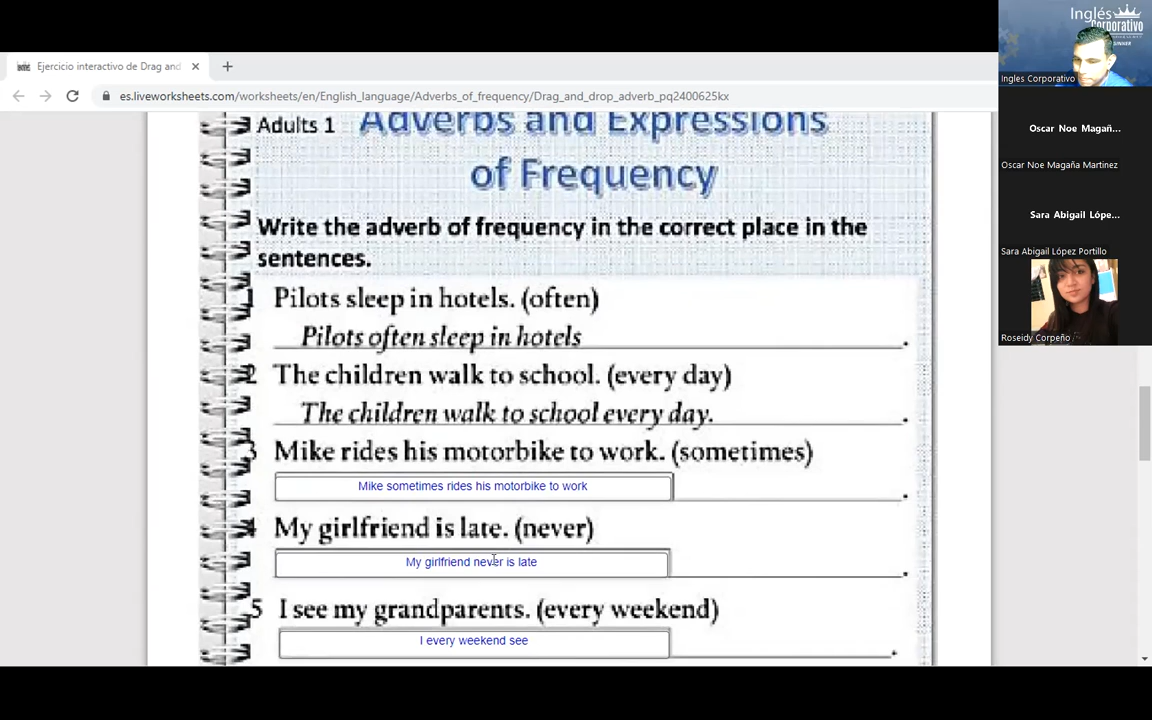 Ejercicio interactivo de Drag and
es.liveworksheets.com/worksheets/en/English_language/Adverbs_of_frequency/Drag_and_drop_adverb_pq2400625kx
Adults 1
Adverbs and Expressions
of Frequency
Write the adverb of frequency in the correct place in the
sentences.
1 Pilots sleep in hotels. (often)
Pilots often sleep in hotels.
2 The children walk to school. (every day)
The children walk to school every day. .
3 Mike rides his motorbike to work. (sometimes)
Mike sometimes rides his motorbike to work .
4 My girlfriend is late. (never)
My girlfriend never is late .
5 I see my grandparents. (every weekend)
I every weekend see .
Inglés
Corporativo
Ingles Corporativo
Oscar Noe Magañ...
Oscar Noe Magaña Martinez
Sara Abigail Lópe...
Sara Abigail López Portillo
Roseidy Corpeño